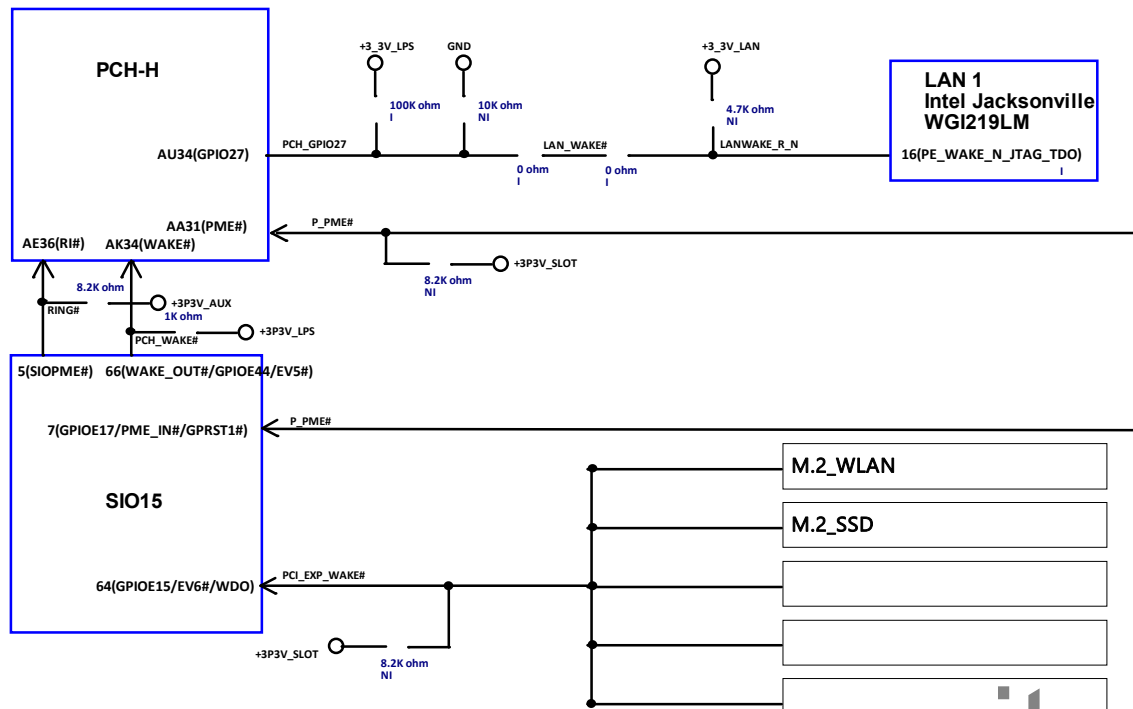 PCH-H
+3_3V_LPS
GND
+3_3V_LAN
LAN 1
Intel Jacksonville
WGI219LM
100K ohm
I
10K ohm
NI
4.7K ohm
NI
AU34(GPIO27)
PCH_GPIO27
LAN_WAKE#
LANWAKE_R_N
16(PE_WAKE_N_JTAG_TDO)
I
0 ohm
I
0 ohm
I
AA31(PME#)
P_PME#
AE36(RI#)
AK34(WAKE#)
8.2K ohm
NI
+3P3V_SLOT
8.2K ohm
+3P3V_AUX
RING#
1K ohm
PCH_WAKE#
+3P3V_LPS
5(SIOPME#)
66(WAKE_OUT#/GPIOE44/EV5#)
7(GPIOE17/PME_IN#/GPRST1#)
P_PME#
M.2_WLAN
SIO15
M.2_SSD
64(GPIOE15/EV6#/WDO)
PCI_EXP_WAKE#
+3P3V_SLOT
8.2K ohm
NI